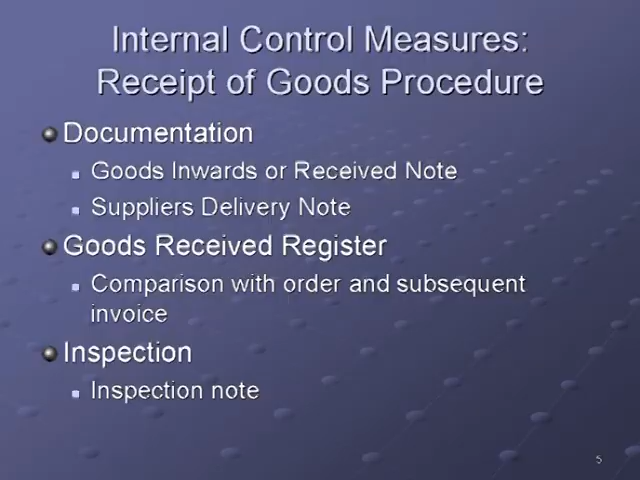 Internal Control Measures:
Receipt of Goods Procedure
Documentation
Goods Inwards or Received Note
Suppliers Delivery Note
Goods Received Register
Comparison with order and subsequent
invoice
Inspection
Inspection note
5